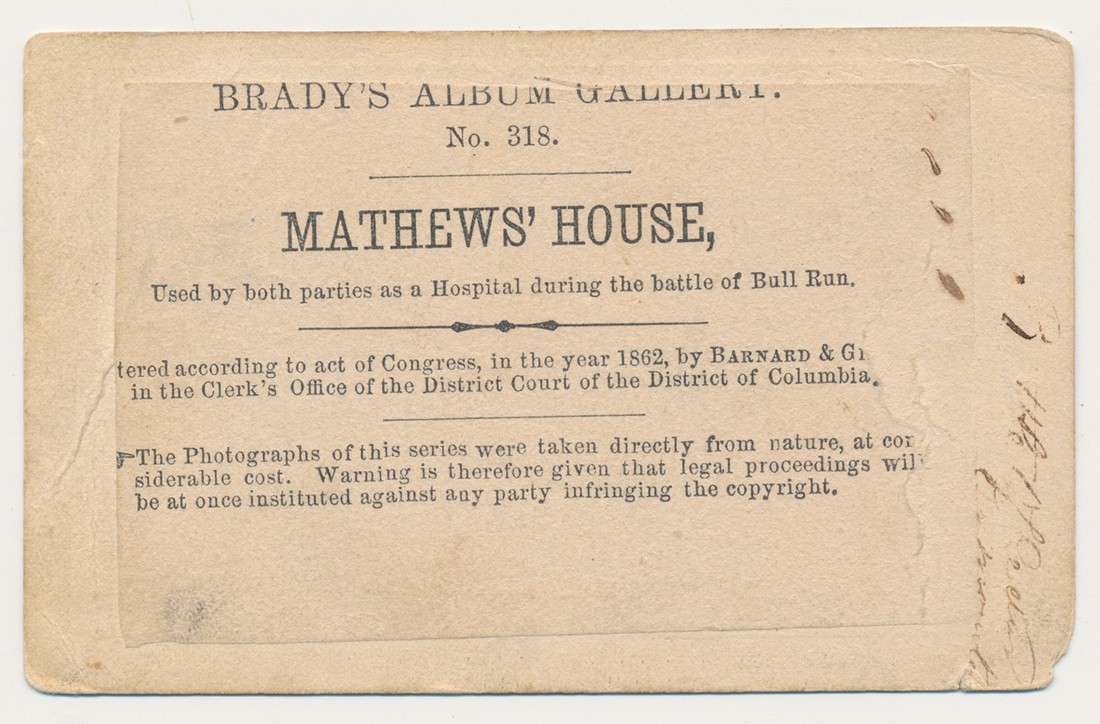 BRADY'S ALBUM GALLERY.
No. 318.
MATHEWS' HOUSE,
Used by both parties as a Hospital during the battle of Bull Run.
tered according to act of Congress, in the year 1862, by BARNARD & GI
in the Clerk's Office of the District Court of the District of Columbia.
☞The Photographs of this series were taken directly from nature, at con
siderable cost. Warning is therefore given that legal proceedings will
be at once instituted against any party infringing the copyright.